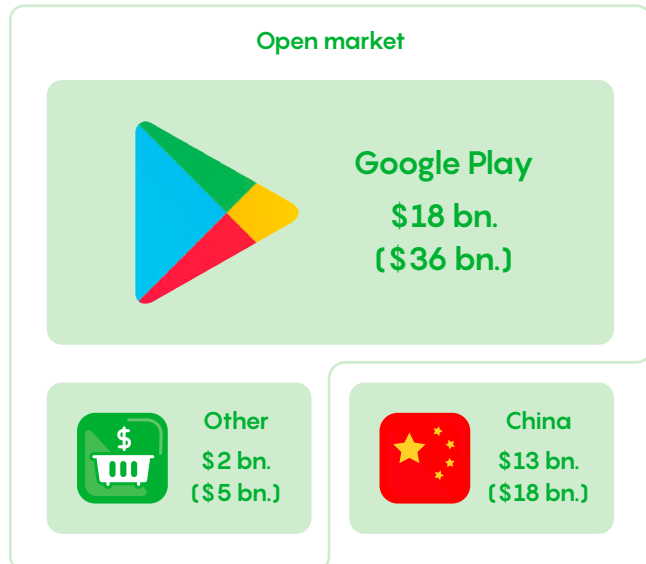 Open market
Google Play
$18 bn.
($36 bn.)
$
Other
$2 bn.
($5 bn.)
China
$13 bn.
($18 bn.)